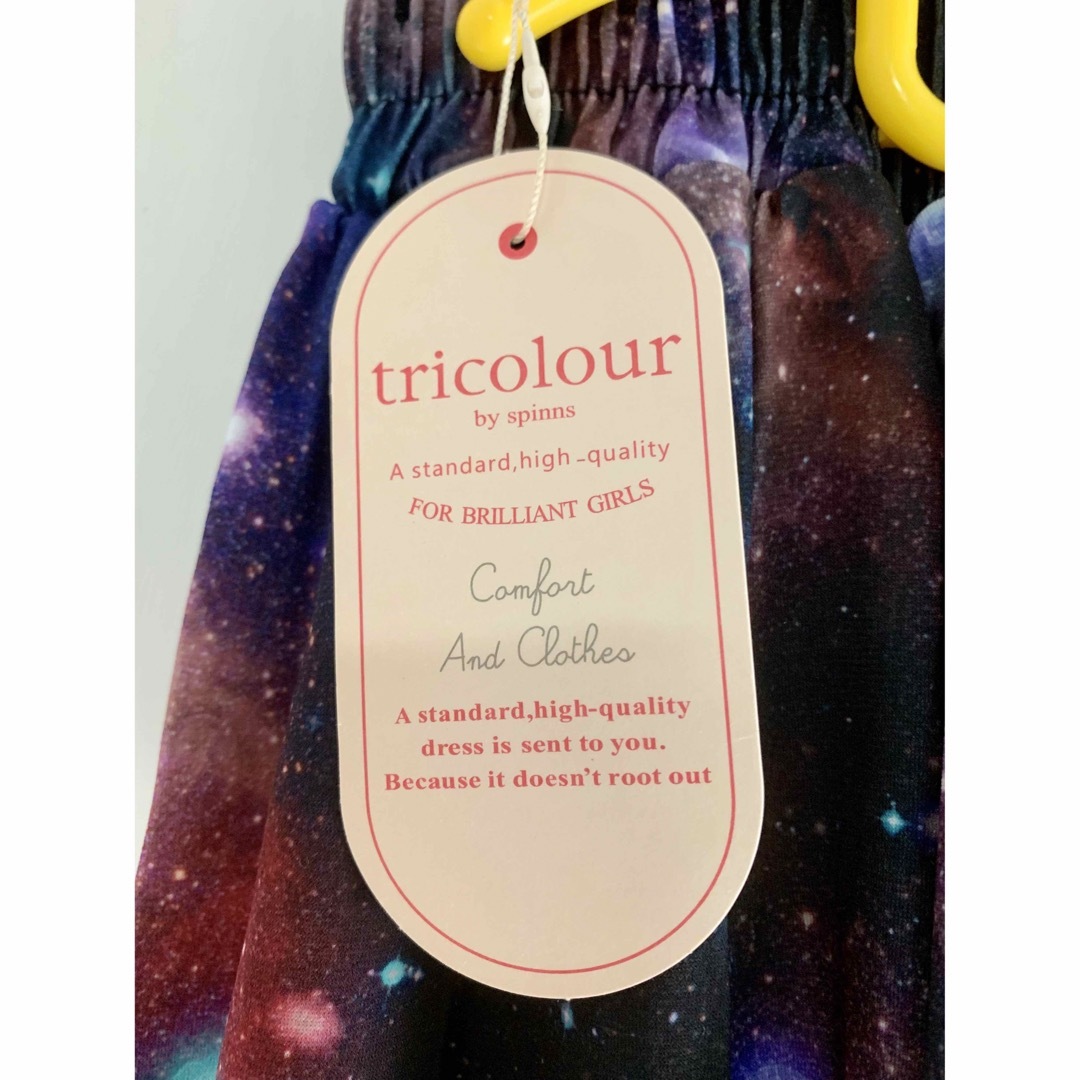 tricolour
by spinns
A standard,high-quality
FOR BRILLIANT GIRLS
Comfort
And Clothes
A standard,high-quality
dress is sent to you.
Because it doesn't root out